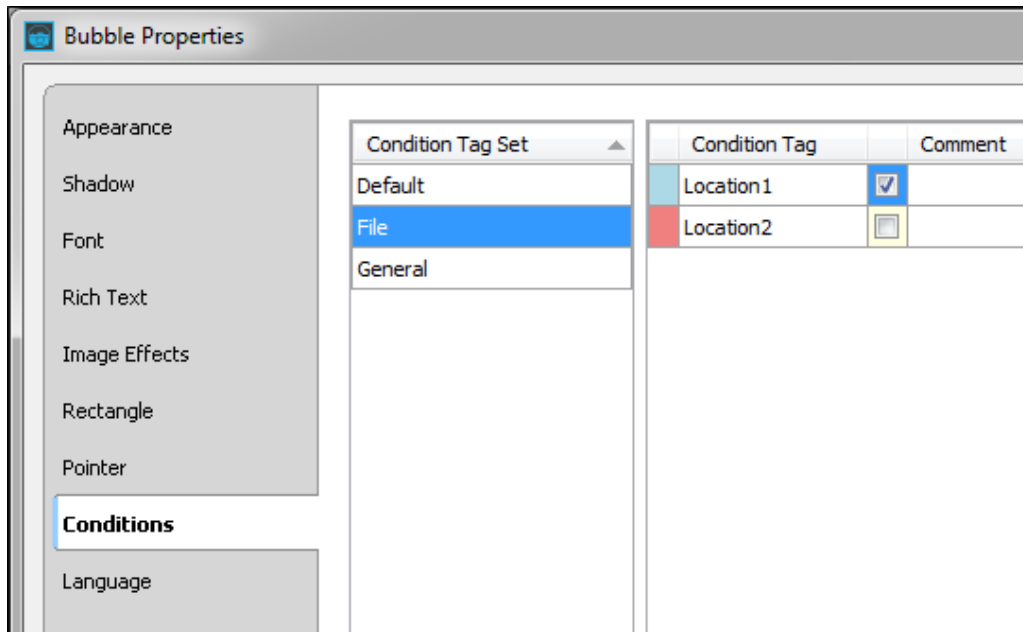 Bubble Properties
Appearance
Shadow
Font
Rich Text
Image Effects
Rectangle
Pointer
Conditions
Language
Condition Tag Set
Default
File
General
Condition Tag Comment
Location1
Location2